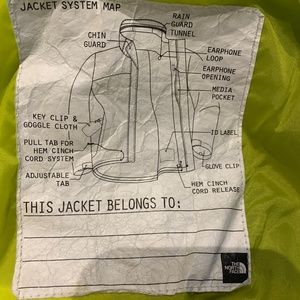 JACKET SYSTEM MAP
RAIN
GUARD
TUNNEL
CHIN
GUARD
EARPHONE
LOOP
EARPHONE
OPENING
MEDIA
POCKET
KEY CLIP &
GOGGLE CLOTH
ID LABEL
PULL TAB FOR
HEM CINCH
CORD SYSTEM
GLOVE CLIP
ADJUSTABLE
TAB
HEM CINCH
CORD RELEASE
THIS JACKET BELONGS TO:
THE
NORTH
FACE